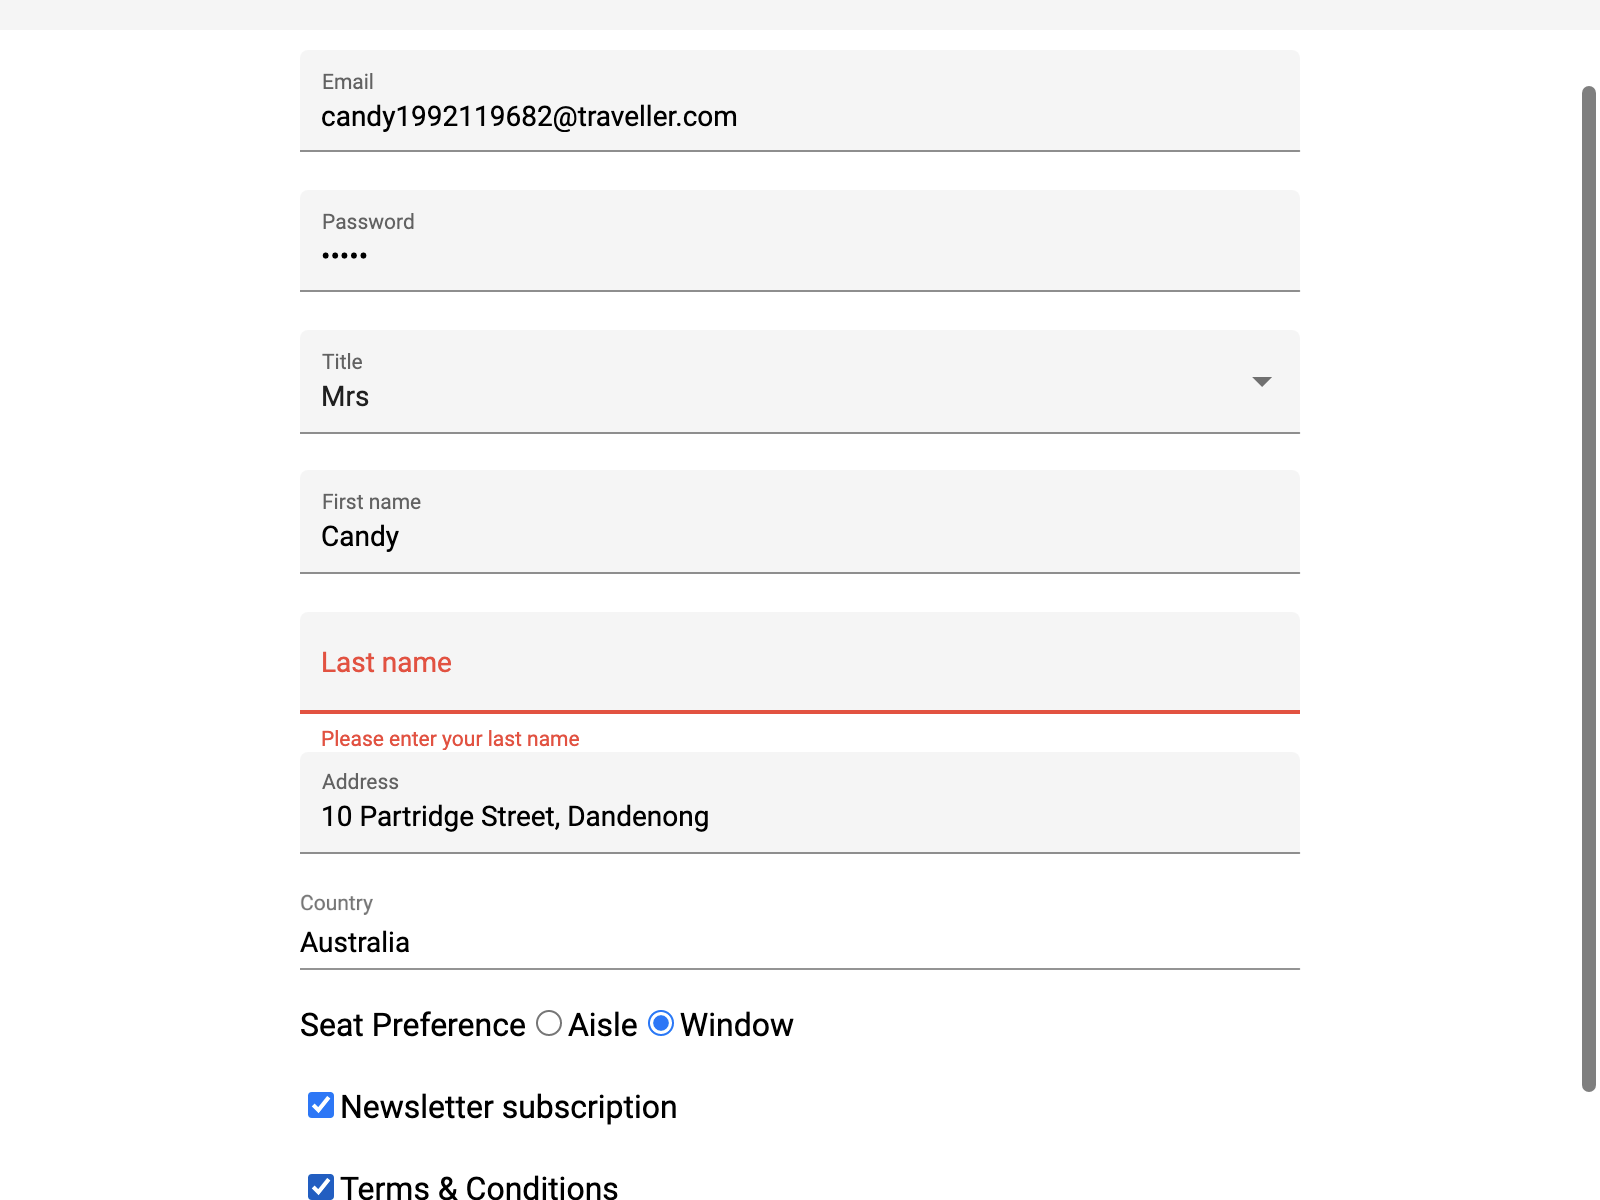 Email
candy1992119682@traveller.com
Password
•••••
Title
Mrs
First name
Candy
Last name
Please enter your last name
Address
10 Partridge Street, Dandenong
Country
Australia
Seat Preference Aisle Window
Newsletter subscription
Terms & Conditions